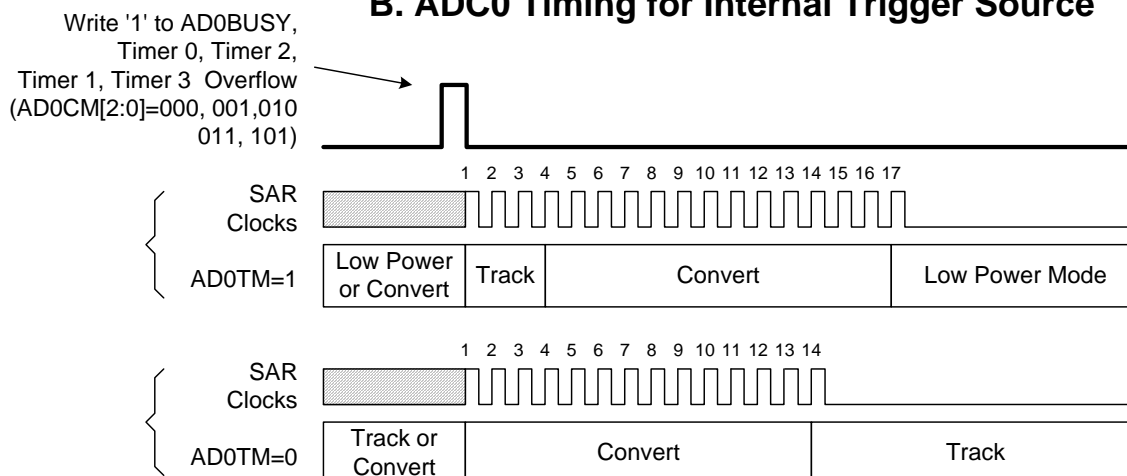 B. ADC0 Timing for Internal Trigger Source
Write '1' to AD0BUSY,
Timer 0, Timer 2,
Timer 1, Timer 3 Overflow
(AD0CM[2:0]=000, 001,010
011, 101)
1 2 3 4 5 6 7 8 9 10 11 12 13 14 15 16 17
SAR
Clocks
AD0TM=1
Low Power
or Convert
Track
Convert
Low Power Mode
1 2 3 4 5 6 7 8 9 10 11 12 13 14
SAR
Clocks
AD0TM=0
Track or
Convert
Convert
Track